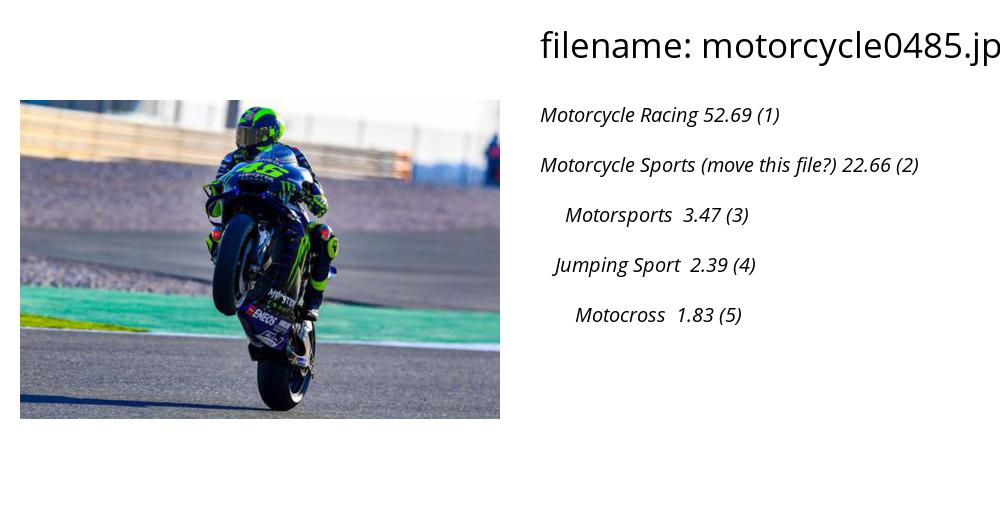 filename: motorcycle0485.jp
Motorcycle Racing 52.69 (1)
Motorcycle Sports (move this file?) 22.66 (2)
Motorsports 3.47 (3)
Jumping Sport 2.39 (4)
Motocross 1.83 (5)
46
MONSTER
ENEOS